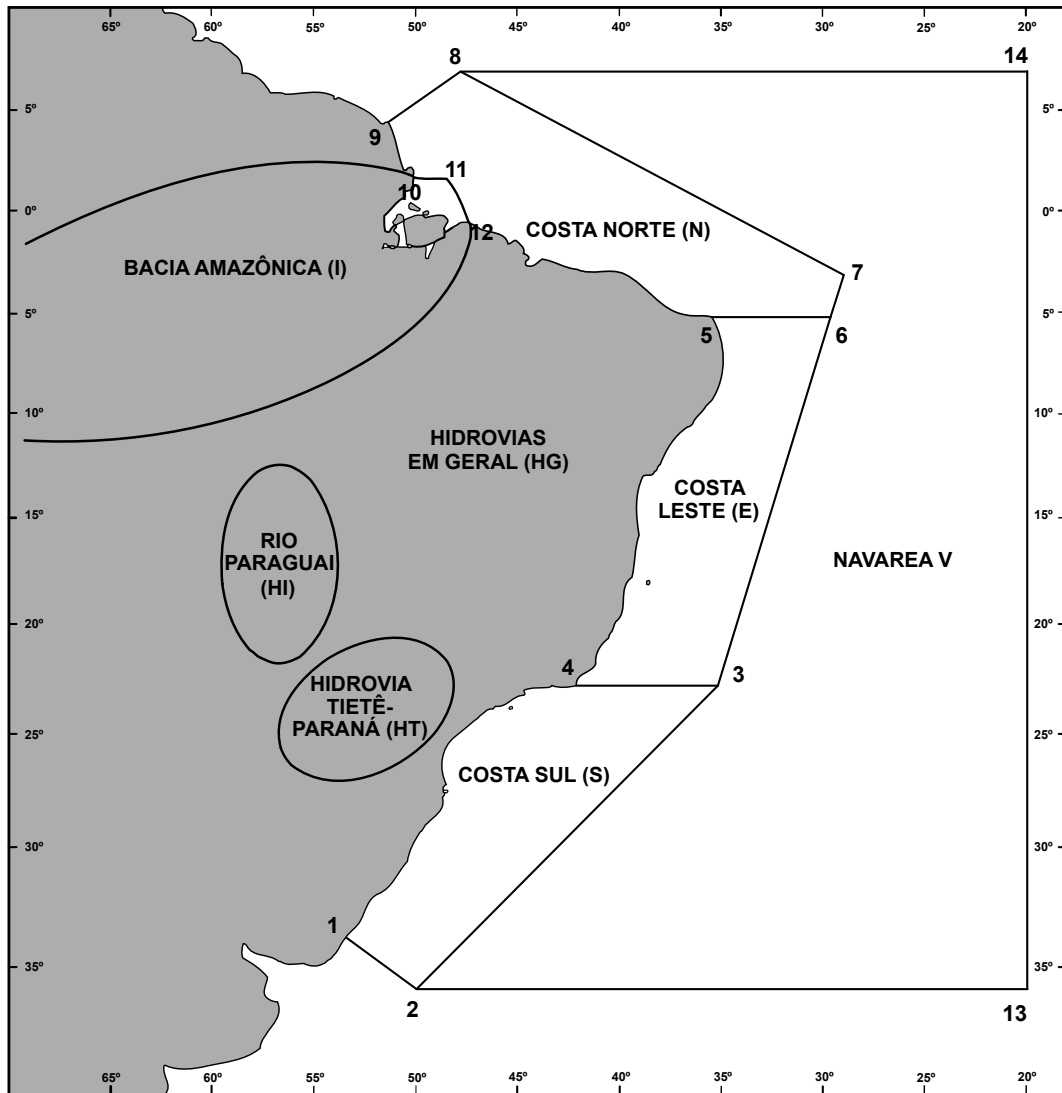 65º 60º 55º 50º 45º 40º 35º 30º 25º 20º
8
14
5º
5º
9
11
10
0º
0º
12
COSTA NORTE (N)
BACIA AMAZÔNICA (I)
7
5º
5º
5
6
10º
10º
HIDROVIAS
EM GERAL (HG)
COSTA
LESTE (E)
15º
15º
RIO
PARAGUAI
(HI)
NAVAREA V
20º
20º
4
3
HIDROVIA
TIETÊ-
PARANÁ (HT)
25º
25º
COSTA SUL (S)
30º
30º
1
35º
35º
2
13
65º 60º 55º 50º 45º 40º 35º 30º 25º 20º